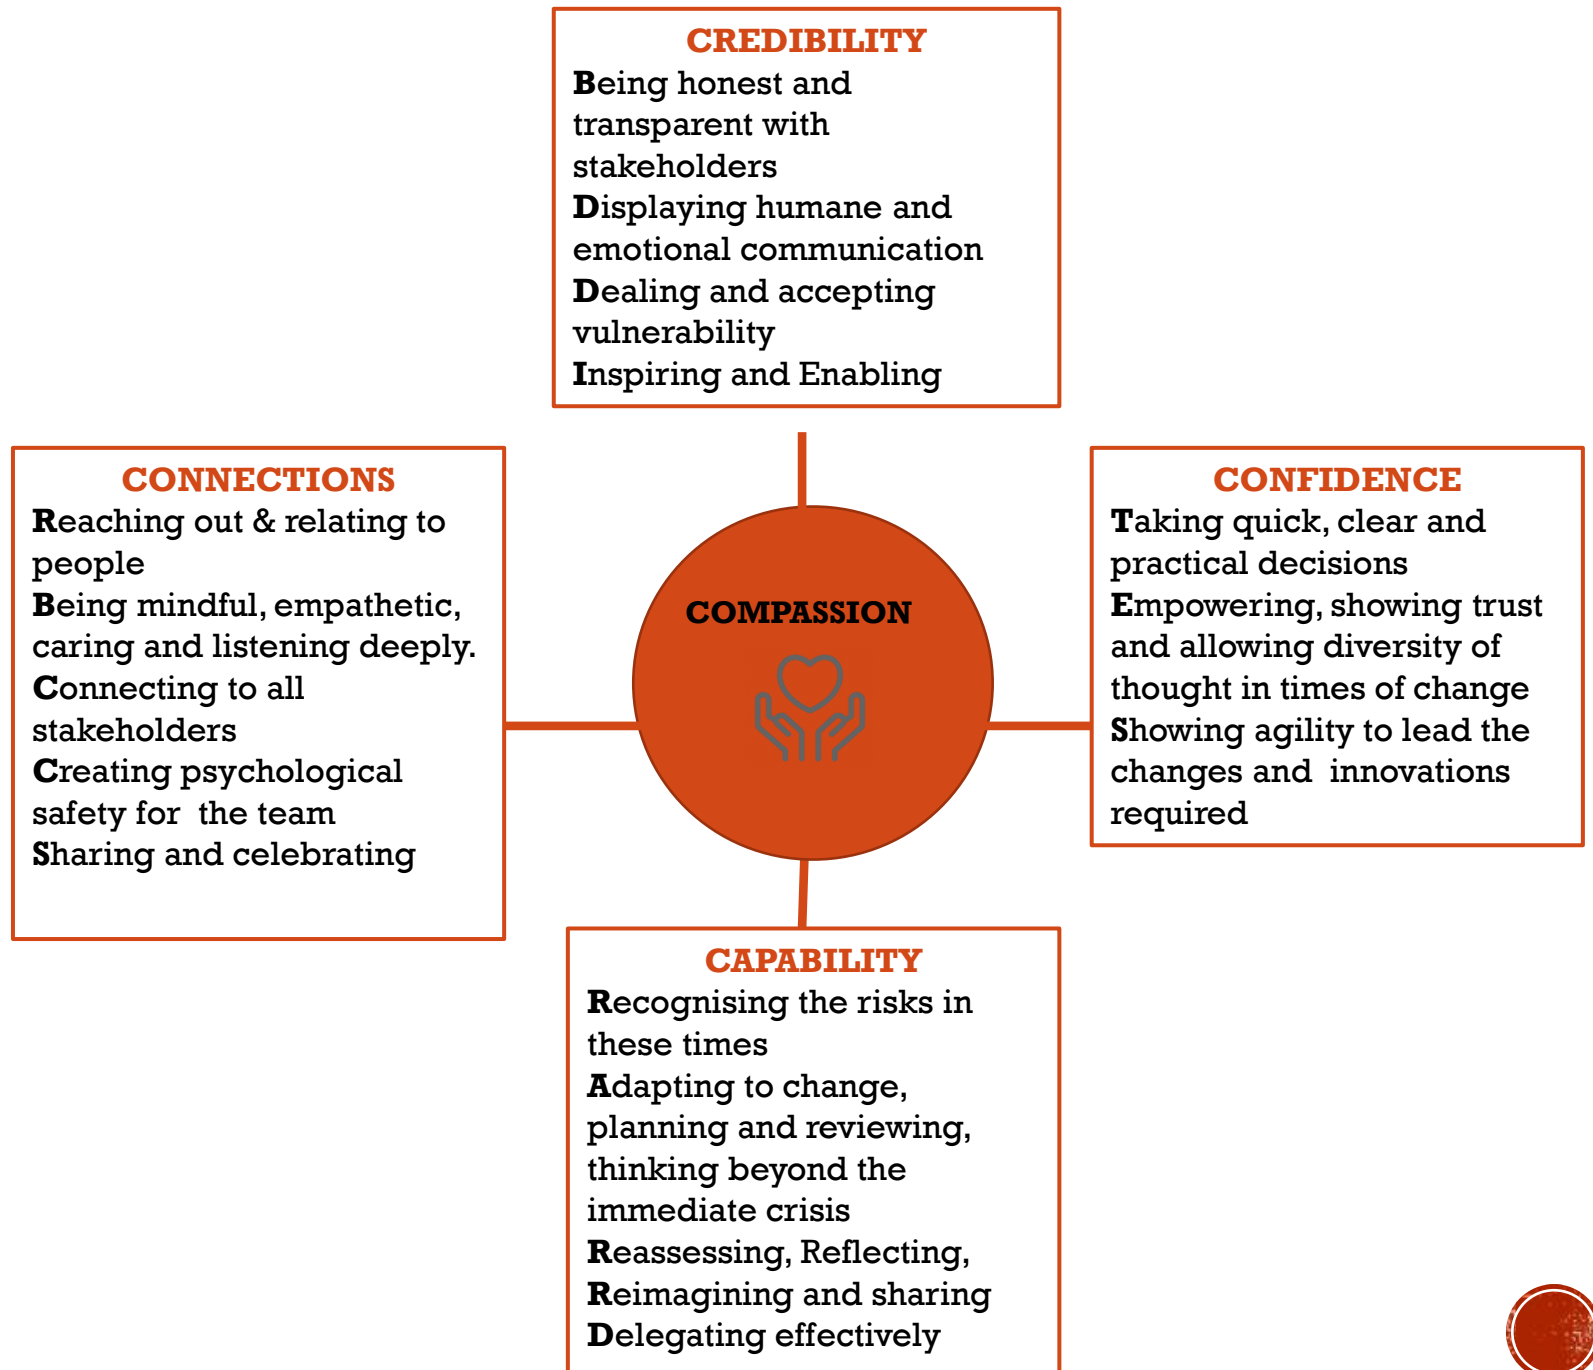 CREDIBILITY
Being honest and
transparent with
stakeholders
Displaying humane and
emotional communication
Dealing and accepting
vulnerability
Inspiring and Enabling
CONNECTIONS
Reaching out & relating to
people
Being mindful, empathetic,
caring and listening deeply.
Connecting to all
stakeholders
Creating psychological
safety for the team
Sharing and celebrating
COMPASSION
CONFIDENCE
Taking quick, clear and
practical decisions
Empowering, showing trust
and allowing diversity of
thought in times of change
Showing agility to lead the
changes and innovations
required
CAPABILITY
Recognising the risks in
these times
Adapting to change,
planning and reviewing,
thinking beyond the
immediate crisis
Reassessing, Reflecting,
Reimagining and sharing
Delegating effectively